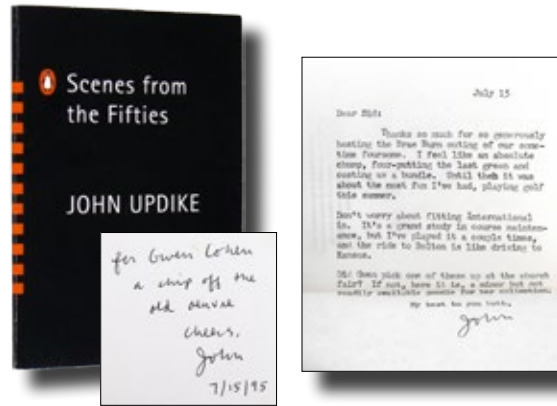 Scenes from
the Fifties
JOHN UPDIKE
for Gwen Cohen
a chip off the
old oeuvre
cheers,
John
7/15/95
July 13
Dear Sid:
Thanks so much for so generously
hosting the Brae Burn outing of our some-
time foursome. I feel like an absolute
chump, four-putting the last green and
costing us a bundle. Until then it was
about the most fun I've had, playing golf
this summer.
Don't worry about fitting International
in. It's a grand study in course mainten-
ance, but I've played it a couple times,
and the ride to Bolton is like driving to
Kansas.
Did Gwen pick one of these up at the church
fair? If not, here it is, a minor but not
readily available
My best to you both,
John